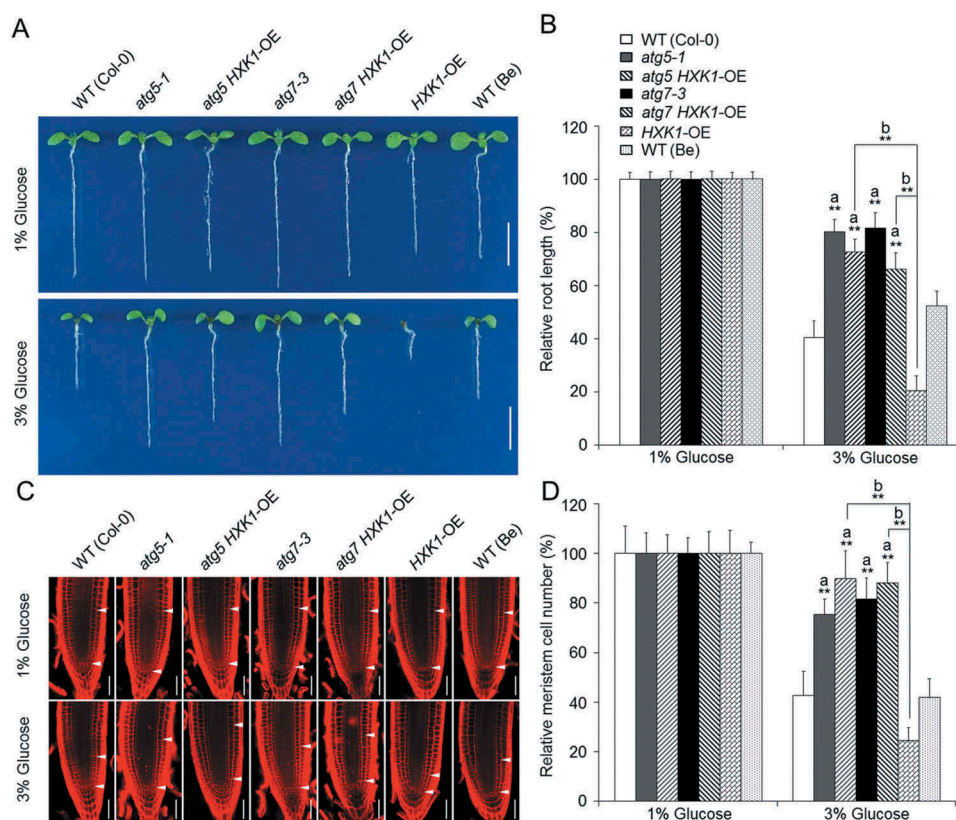 A
WT (Col-0)
atg5-1
atg5 HXK1-OE
atg7-3
atg7 HXK1-OE
HXK1-OE
WT (Be)
1% Glucose
3% Glucose
B
WT (Col-0)
atg5-1
atg5 HXK1-OE
atg7-3
atg7 HXK1-OE
HXK1-OE
WT (Be)
Relative root length (%)
120
100
80
60
40
20
0
a
**
a
**
a
**
a
**
b
**
b
**
1% Glucose
3% Glucose
C
WT (Col-0)
atg5-1
atg5 HXK1-OE
atg7-3
atg7 HXK1-OE
HXK1-OE
WT (Be)
1% Glucose
3% Glucose
D
Relative meristem cell number (%)
120
100
80
60
40
20
0
a
**
a
**
a
**
a
**
b
**
b
**
1% Glucose
3% Glucose